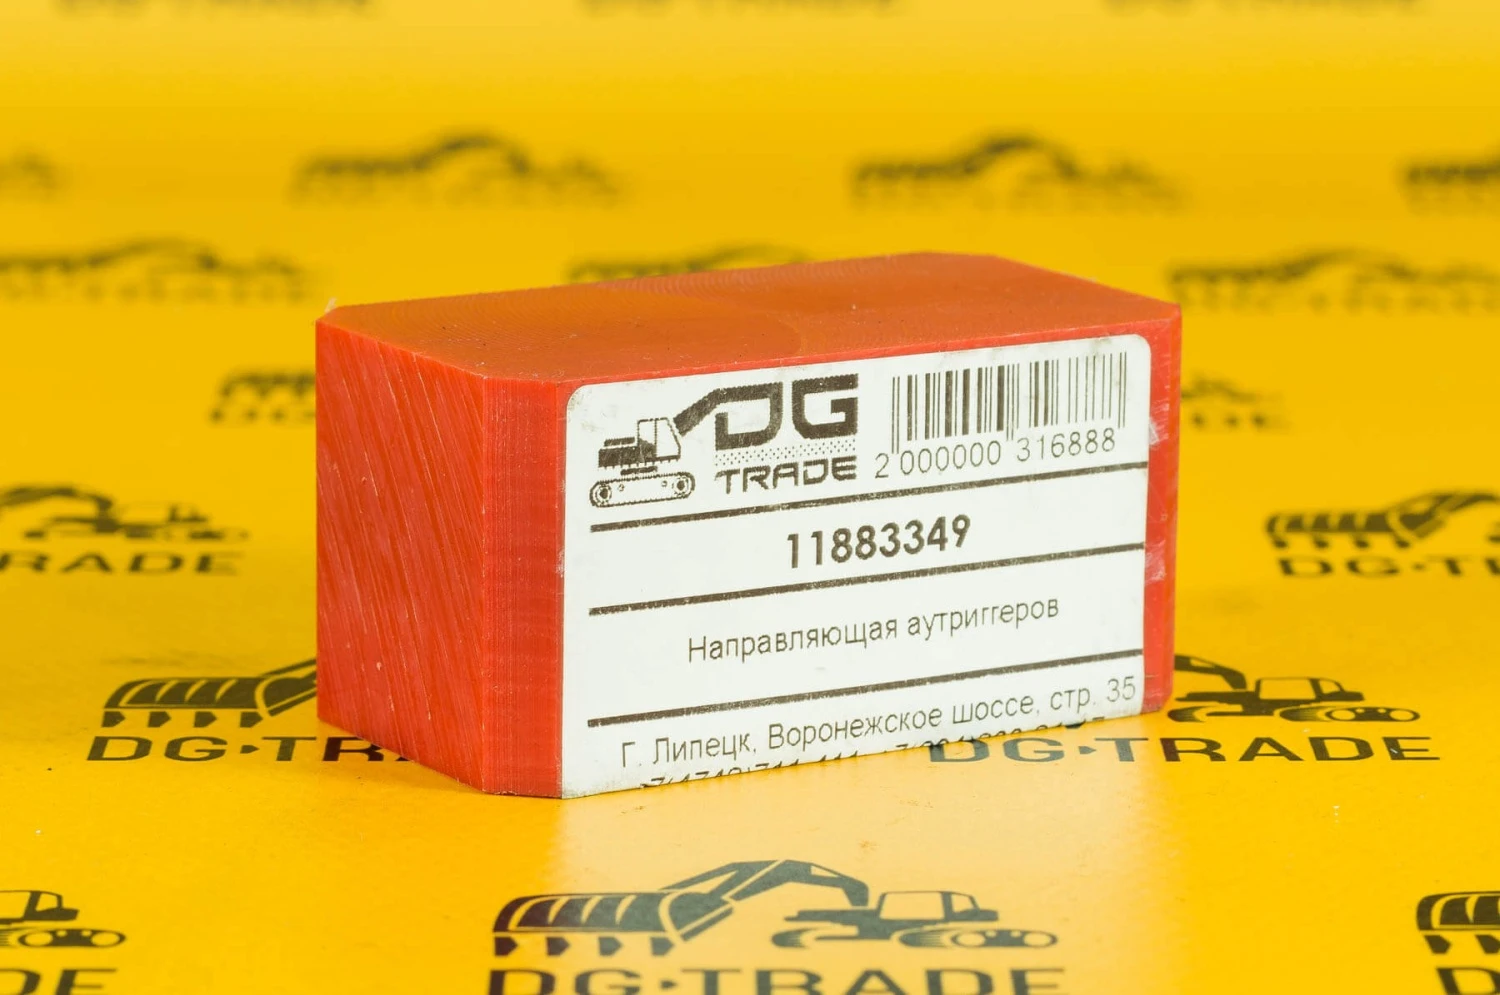 DG
TRADE
2 000000 316888
11883349
Направляющая аутриггеров
Г. Липецк, Воронежское шоссе, стр. 35
DG·TRADE
DG·TRADE
DG·TRADE